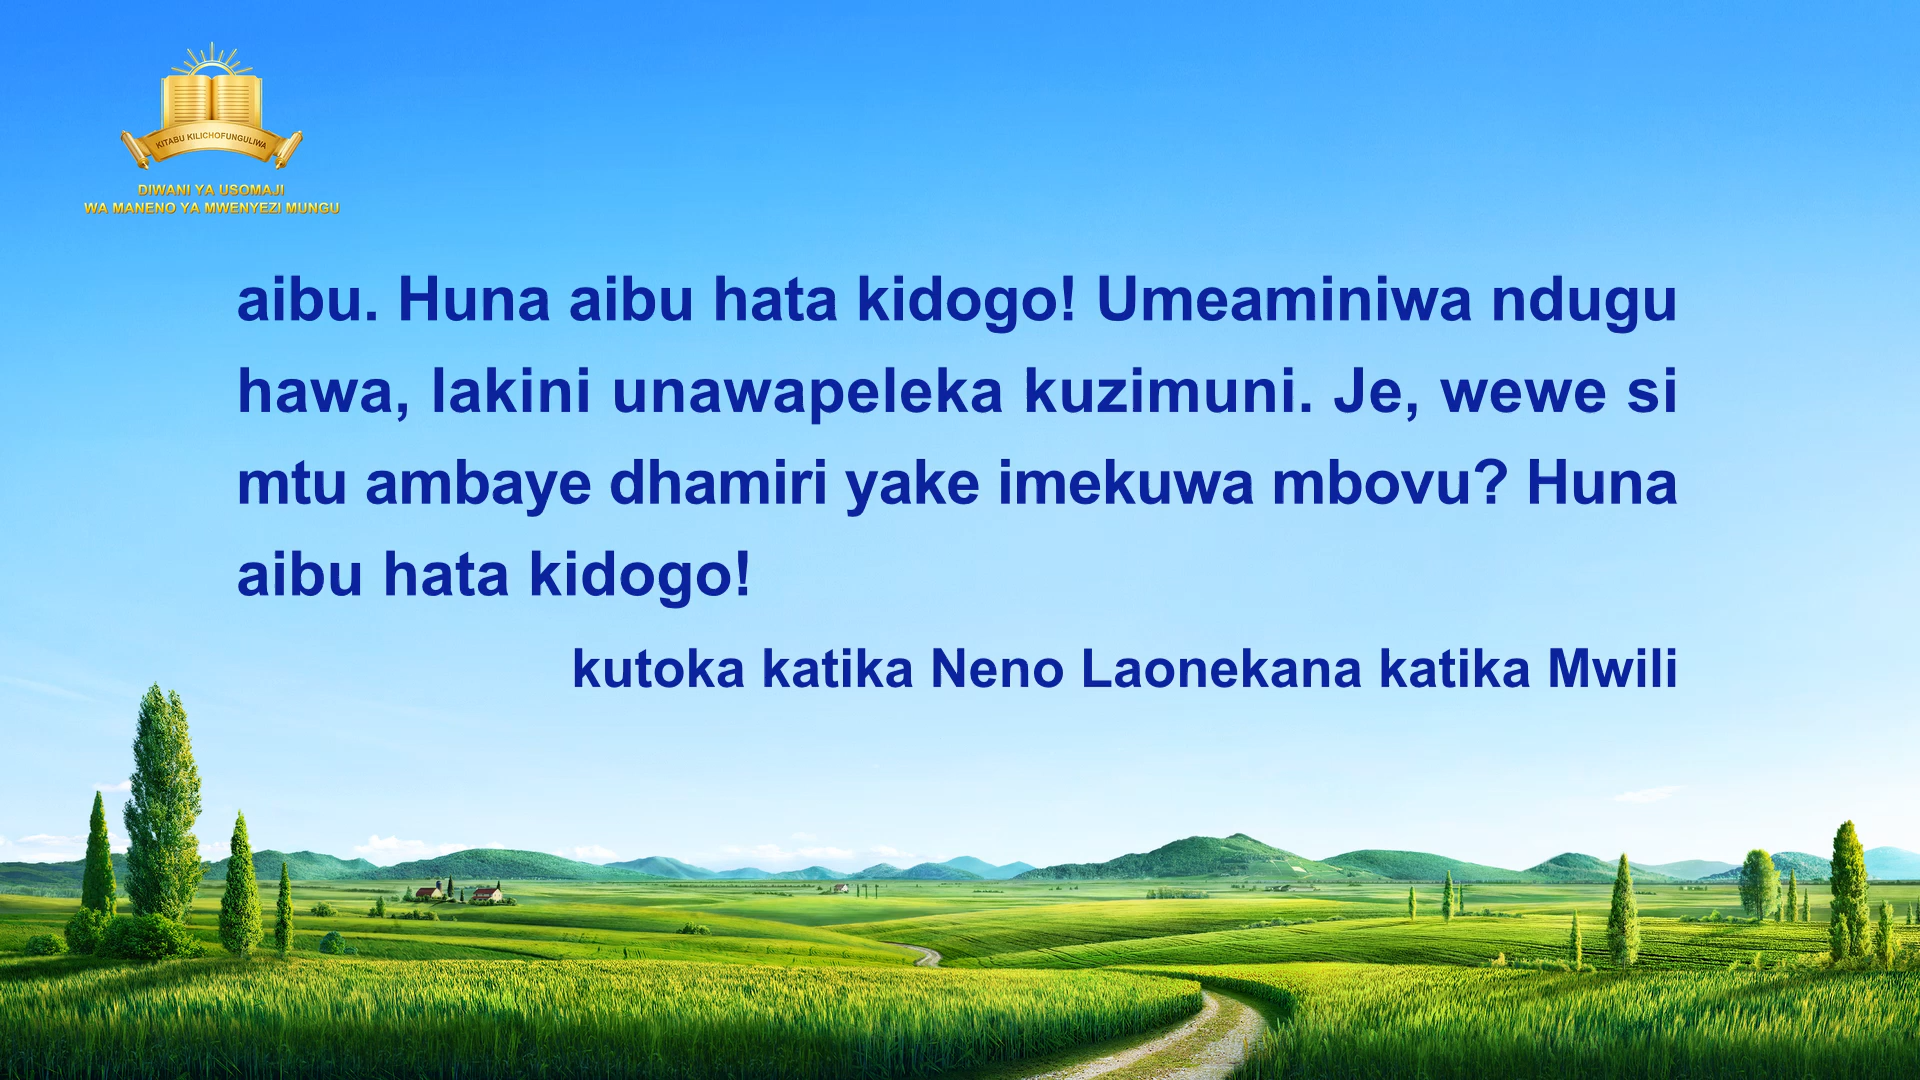 KITABU KILICHOFUNGULIWA
DIWANI YA USOMAJI
WA MANENO YA MWENYEZI MUNGU
aibu. Huna aibu hata kidogo! Umeaminiwa ndugu
hawa, lakini unawapeleka kuzimuni. Je, wewe si
mtu ambaye dhamiri yake imekuwa mbovu? Huna
aibu hata kidogo!
kutoka katika Neno Laonekana katika Mwili